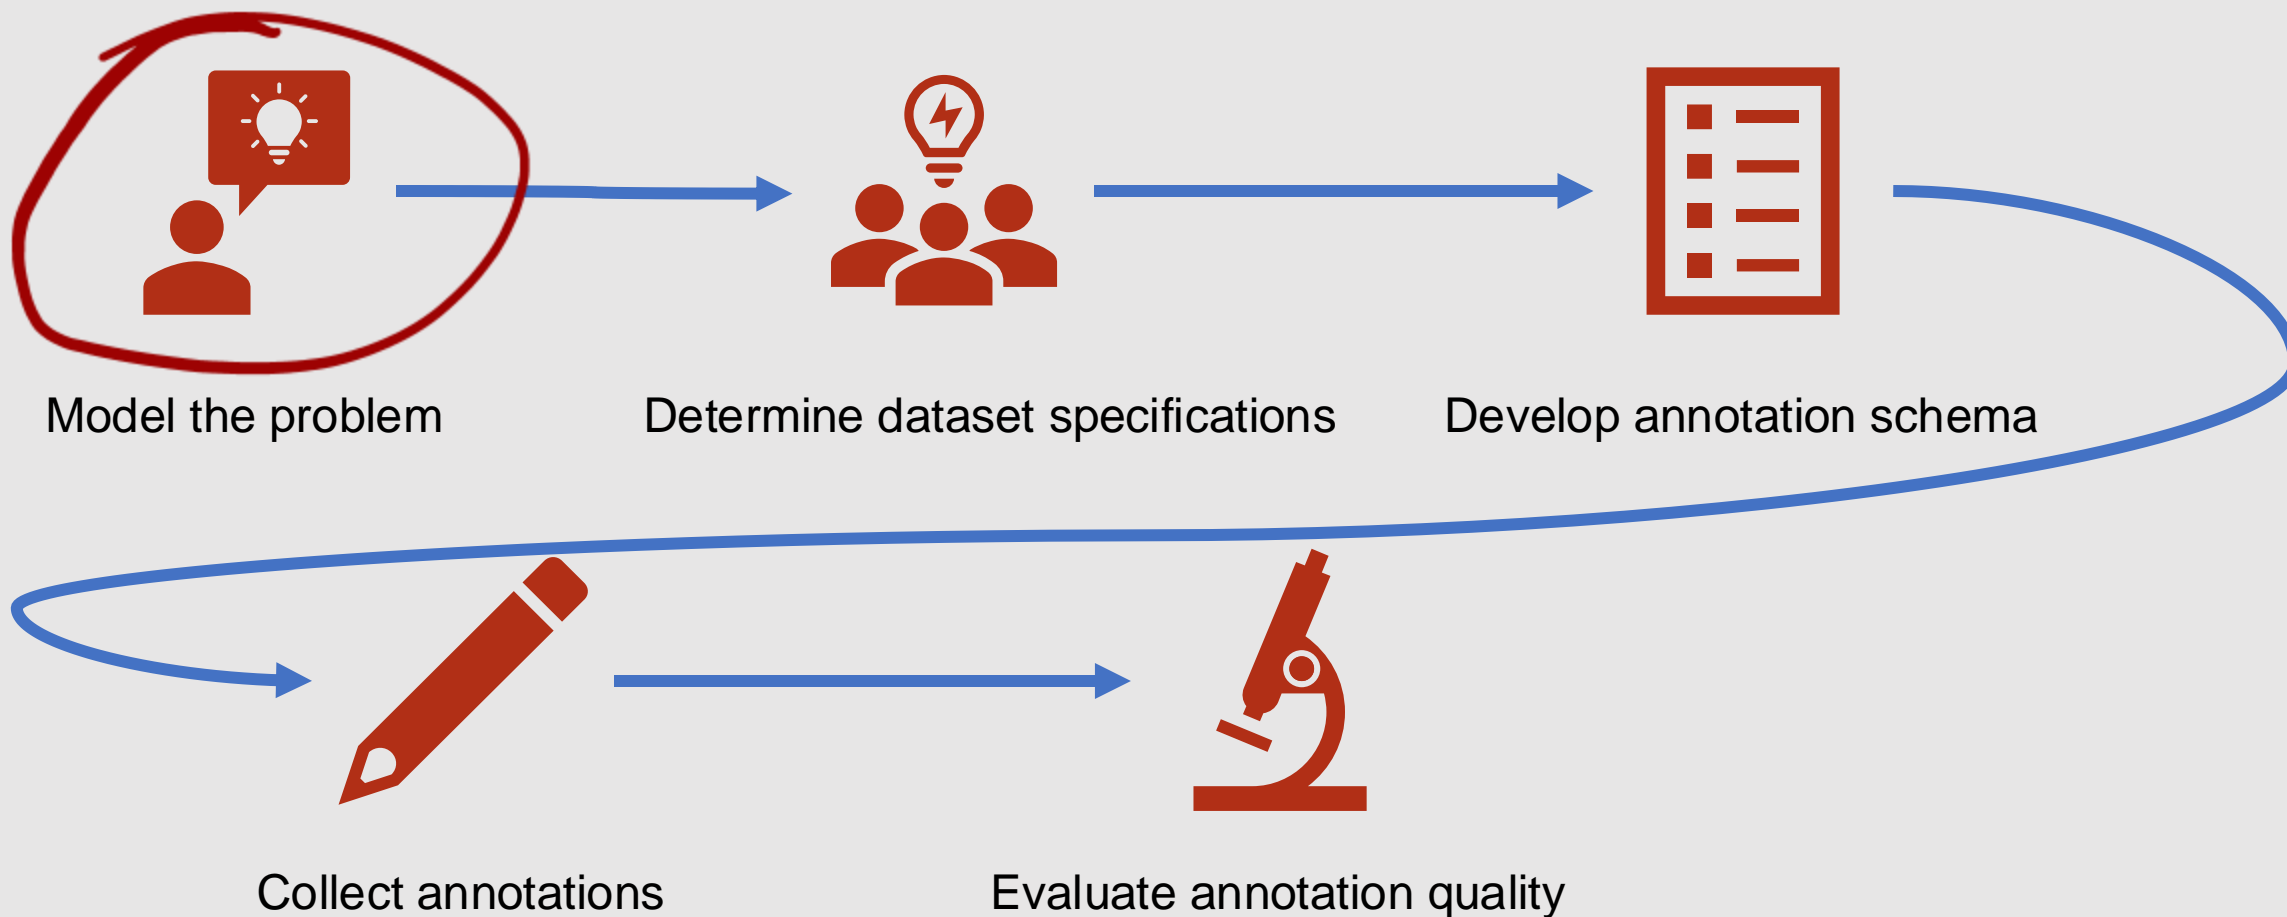 Model the problem
Determine dataset specifications
Develop annotation schema
Collect annotations
Evaluate annotation quality